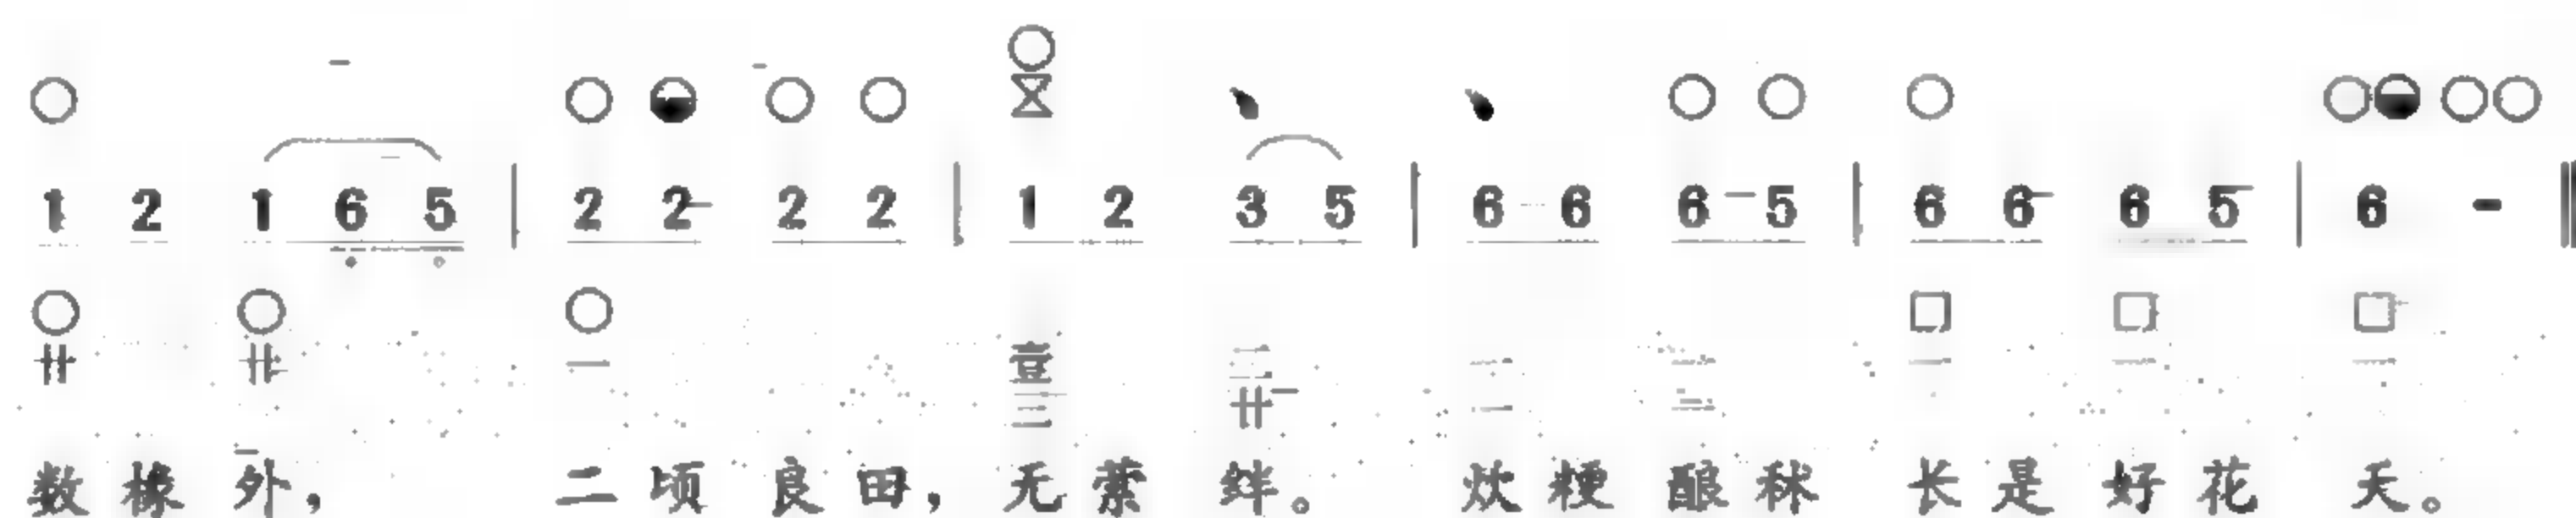 1 2 1 6 5 | 2 2 2 2 | 1 2 3 5 | 6 6 6 5 | 6 6 6 5 | 6 - ‖
数椽外， 二顷良田，无萦绊。 炊粳酿秫 长是好花天。